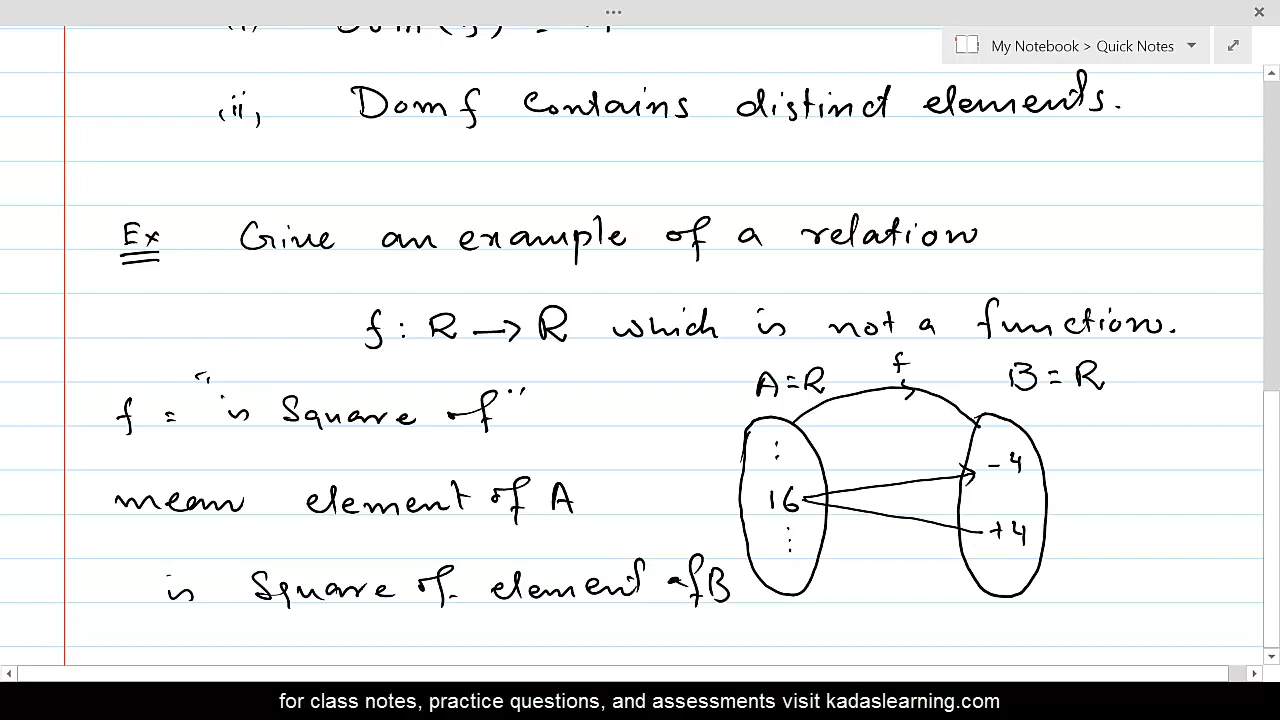 My Notebook > Quick Notes
(ii) Dom f contains distinct elements.
Ex Give an example of a relation
f : R → R which is not a function.
f = "is square of"
mean element of A
is square of element of B
A = R
f
B = R
16
- 4
+ 4
for class notes, practice questions, and assessments visit kadaslearning.com